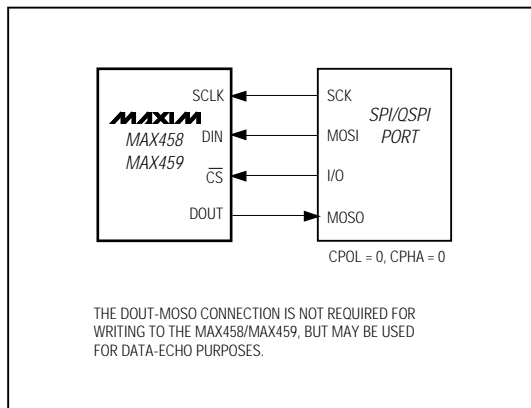 SCLK
SCK
MAXIM
MAX458
MAX459
DIN
MOSI
SPI/QSPI
PORT
CS
I/O
DOUT
MOSO
CPOL = 0, CPHA = 0
THE DOUT-MOSO CONNECTION IS NOT REQUIRED FOR
WRITING TO THE MAX458/MAX459, BUT MAY BE USED
FOR DATA-ECHO PURPOSES.